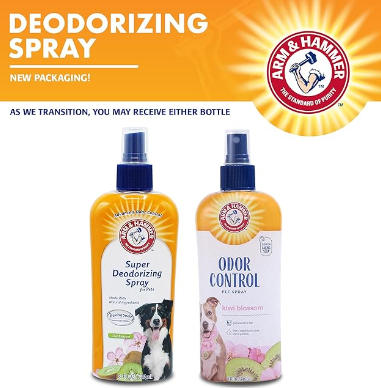 DEODORIZING
SPRAY
NEW PACKAGING!
ARM & HAMMER
THE STANDARD OF PURITY
AS WE TRANSITION, YOU MAY RECEIVE EITHER BOTTLE
ARM & HAMMER
Super
Deodorizing
Spray
for Pets
ARM & HAMMER
ODOR
CONTROL
PET SPRAY
kiwi blossom